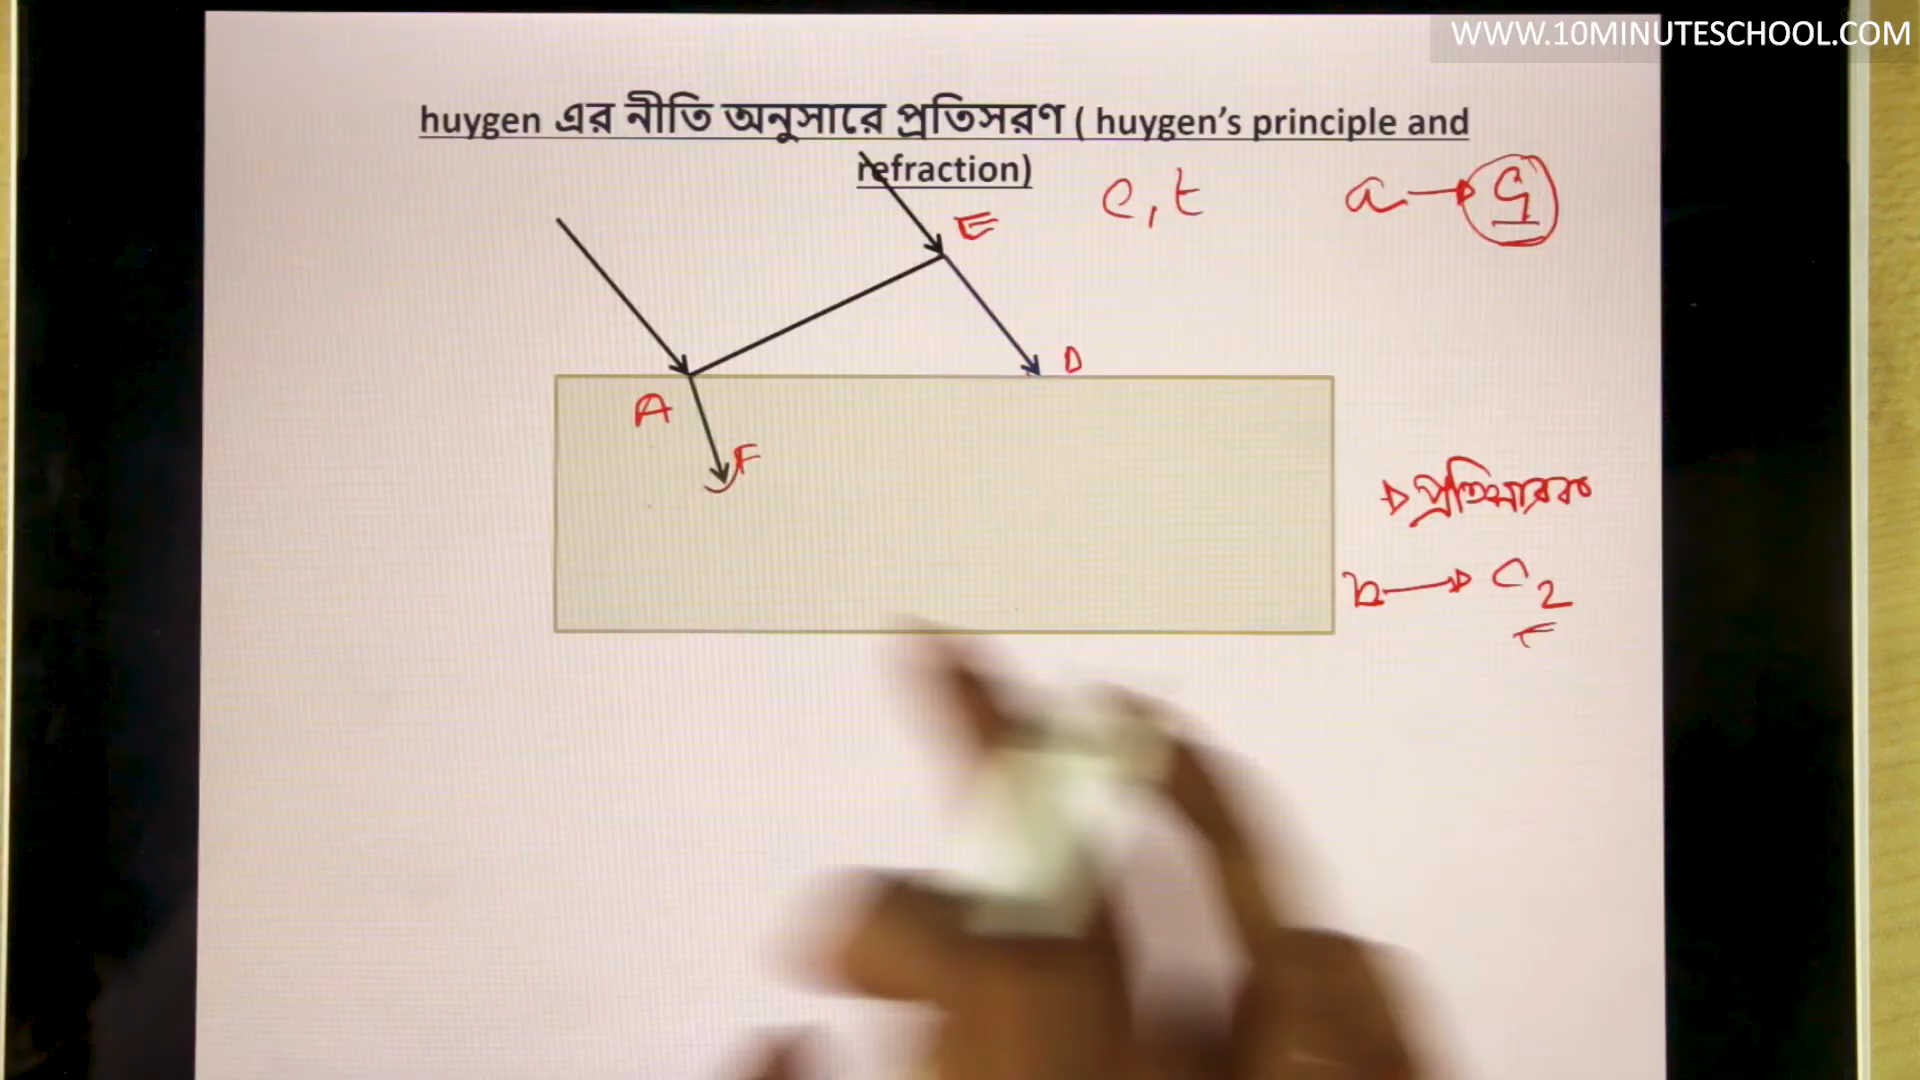 WWW.10MINUTESCHOOL.COM
huygen এর নীতি অনুসারে প্রতিসরণ ( huygen’s principle and
refraction)
c, t
a → C1
E
D
A
F
প্রতিসারক
b → C2